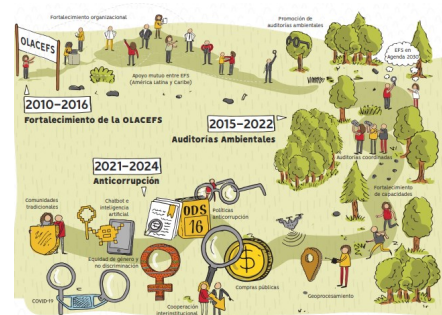 Fortalecimiento organizacional
OLACEFS
Promoción de
auditorías ambientales
EFS en
Agenda 2030
Apoyo mutuo entre EFS
(América Latina y Caribe)
2010–2016
Fortalecimiento de la OLACEFS
2015–2022
Auditorías Ambientales
Auditorías coordinadas
2021–2024
Anticorrupción
Fortalecimiento
de capacidades
Comunidades
tradicionales
Chatbot e
inteligencia
artificial
ODS
16
Políticas
anticorrupción
Equidad de género y
no discriminación
$
Compras públicas
Geoprocesamiento
COVID-19
Cooperación
interinstitucional